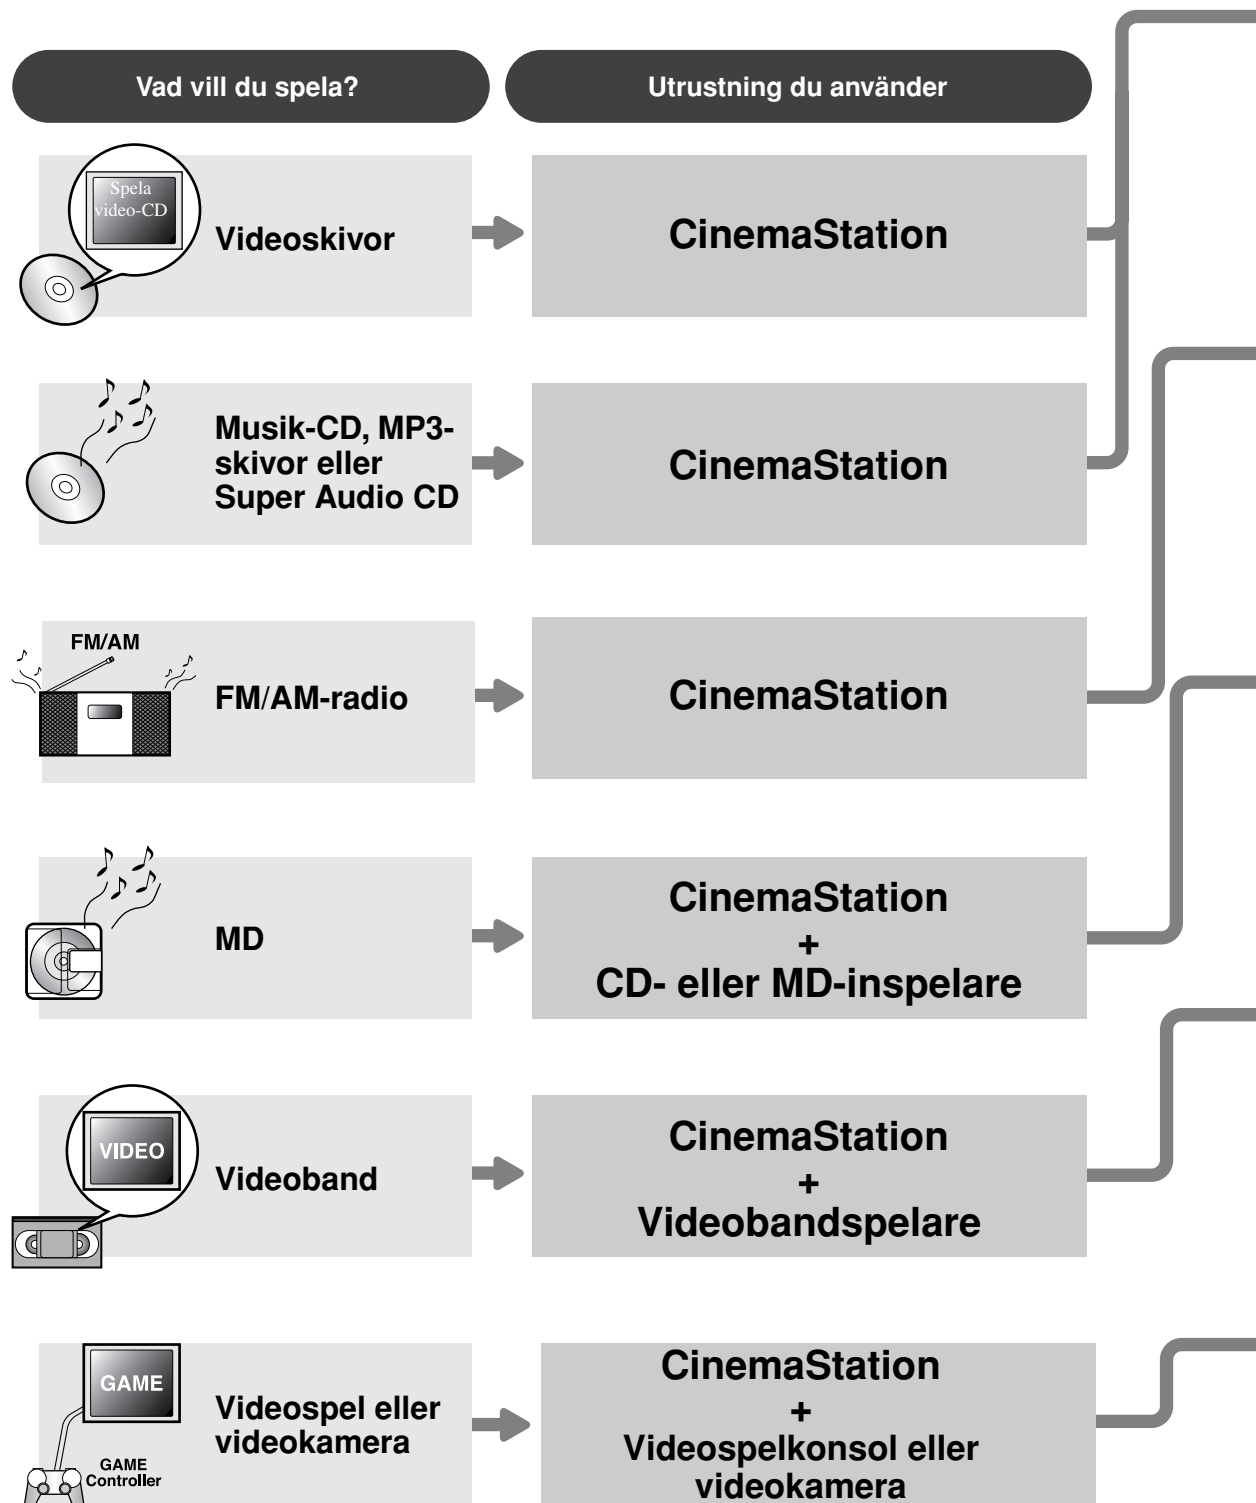 Vad vill du spela?
Utrustning du använder
Spela
video-CD
Videoskivor
CinemaStation
Musik-CD, MP3-
skivor eller
Super Audio CD
CinemaStation
FM/AM
FM/AM-radio
CinemaStation
MD
CinemaStation
+
CD- eller MD-inspelare
VIDEO
Videoband
CinemaStation
+
Videobandspelare
GAME
GAME
Controller
Videospel eller
videokamera
CinemaStation
+
Videospelkonsol eller
videokamera